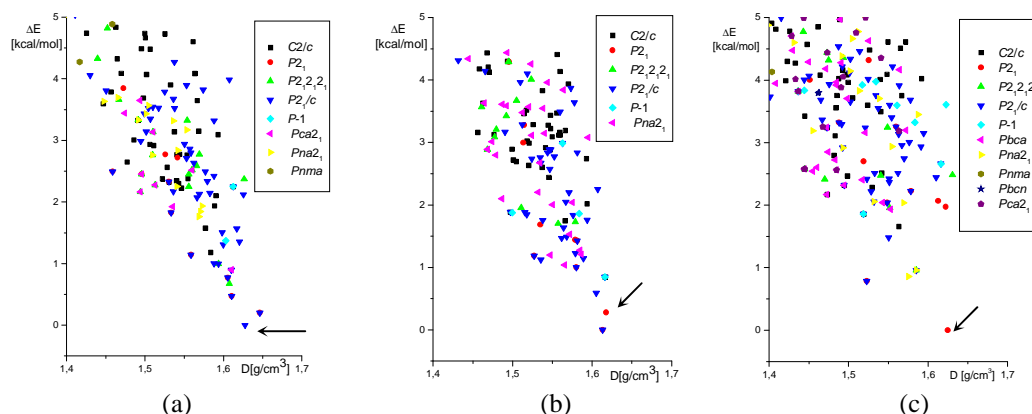 ΔE
[kcal/mol]
5
4
3
2
1
0
1,4
1,5
1,6
1,7
D[g/cm³]
C2/c
P2₁
P2₁2₁2₁
P2₁/c
P-1
Pca2₁
Pna2₁
Pnma
(a)
ΔE
[kcal/mol]
5
4
3
2
1
0
1,4
1,5
1,6
1,7
D[g/cm³]
C2/c
P2₁
P2₁2₁2₁
P2₁/c
P-1
Pna2₁
(b)
ΔE
[kcal/mol]
5
4
3
2
1
0
1,4
1,5
1,6
1,7
D [g/cm³]
C2/c
P2₁
P2₁2₁2₁
P2₁/c
P-1
Pbca
Pna2₁
Pnma
Pbcn
Pca2₁
(c)